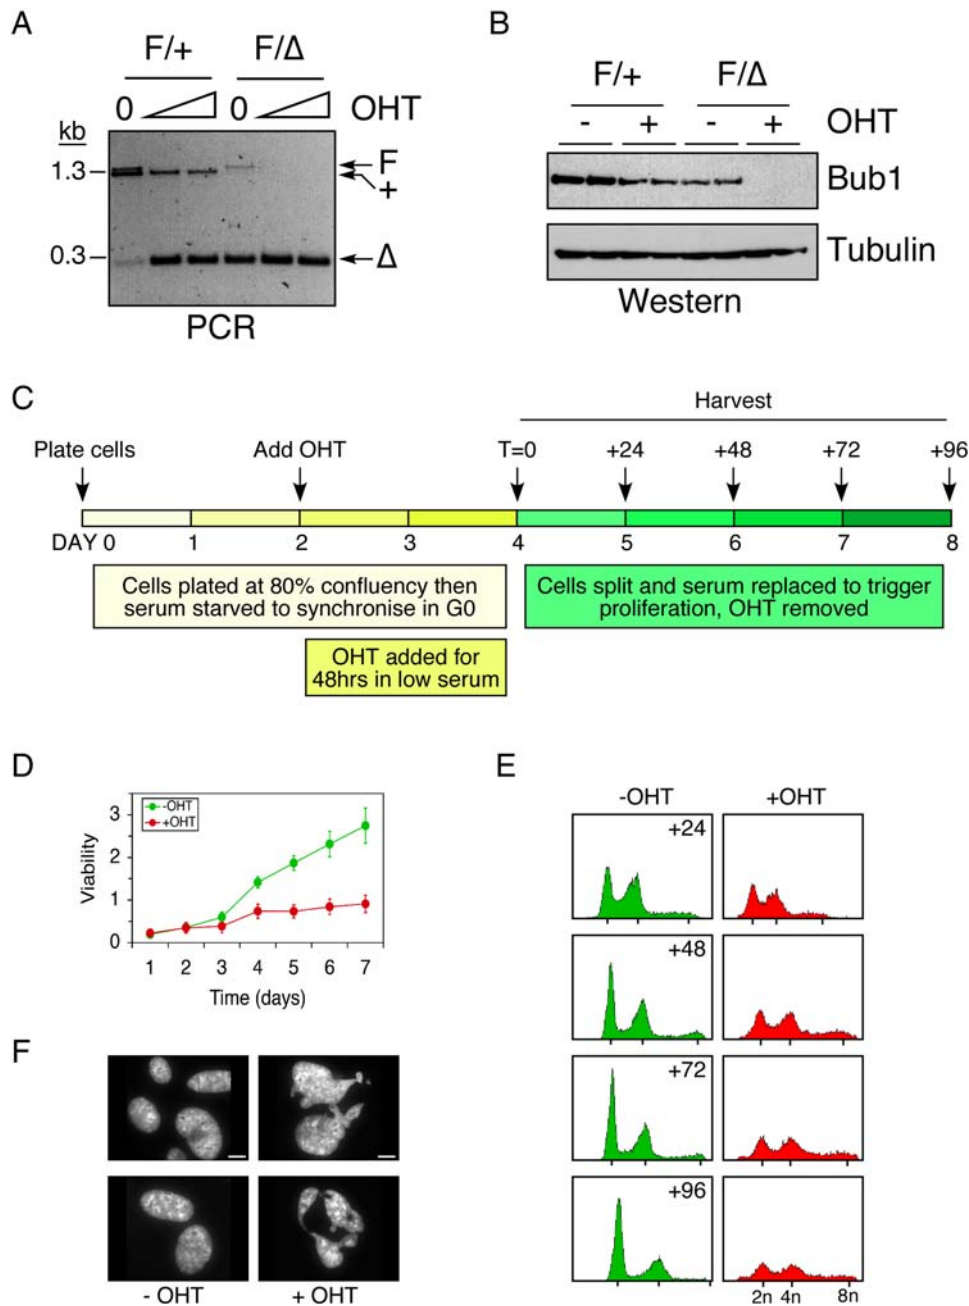 A
F/+ F/Δ
0 0 OHT
kb
1.3 F
+
0.3 Δ
PCR
B
F/+ F/Δ
- + - + OHT
Bub1
Tubulin
Western
C
Harvest
Plate cells Add OHT T=0 +24 +48 +72 +96
DAY 0 1 2 3 4 5 6 7 8
Cells plated at 80% confluency then
serum starved to synchronise in G0
Cells split and serum replaced to trigger
proliferation, OHT removed
OHT added for
48hrs in low serum
D
-OHT
+OHT
Viability
3
2
1
0
1 2 3 4 5 6 7
Time (days)
E
-OHT +OHT
+24
+48
+72
+96
2n 4n 8n
F
- OHT + OHT